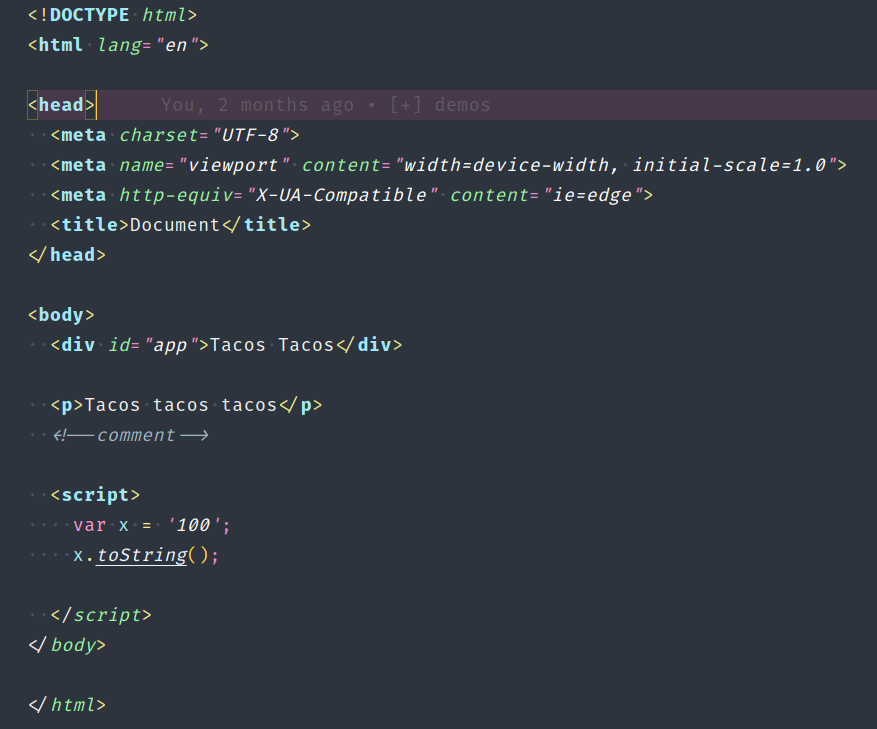 <!DOCTYPE html>
<html lang="en">
<head> You, 2 months ago • [+] demos
<meta charset="UTF-8">
<meta name="viewport" content="width=device-width, initial-scale=1.0">
<meta http-equiv="X-UA-Compatible" content="ie=edge">
<title>Document</title>
</head>
<body>
<div id="app">Tacos Tacos</div>
<p>Tacos tacos tacos</p>
<!--comment-->
<script>
var x = '100';
x.toString();
</script>
</body>
</html>